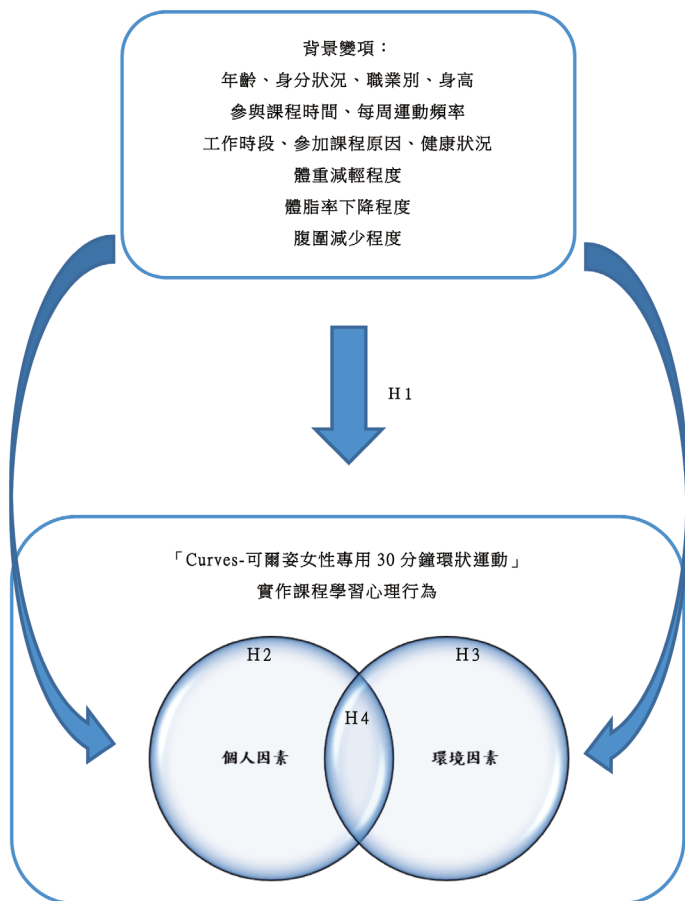 背景變項：
年齡、身分狀況、職業別、身高
參與課程時間、每周運動頻率
工作時段、參加課程原因、健康狀況
體重減輕程度
體脂率下降程度
腹圍減少程度
H1
「Curves-可爾姿女性專用 30 分鐘環狀運動」
實作課程學習心理行為
H2
H3
H4
個人因素
環境因素